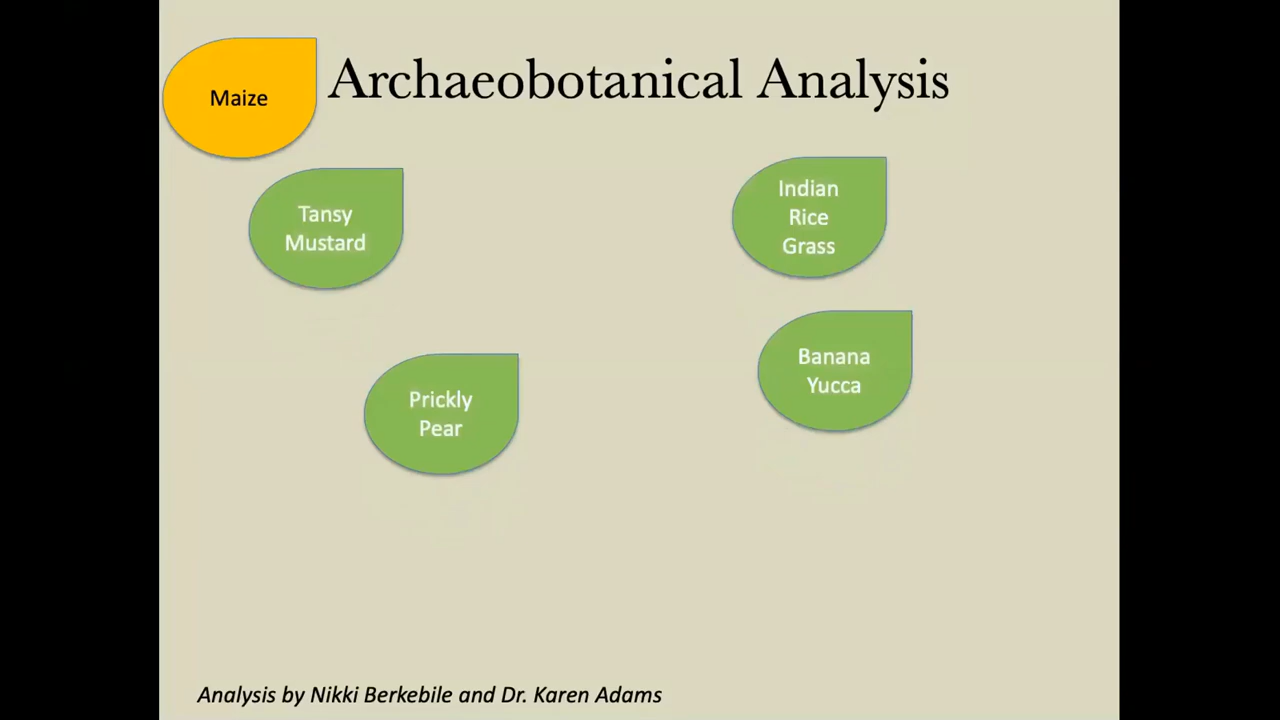 Maize
Archaeobotanical Analysis
Tansy
Mustard
Indian
Rice
Grass
Prickly
Pear
Banana
Yucca
Analysis by Nikki Berkebile and Dr. Karen Adams